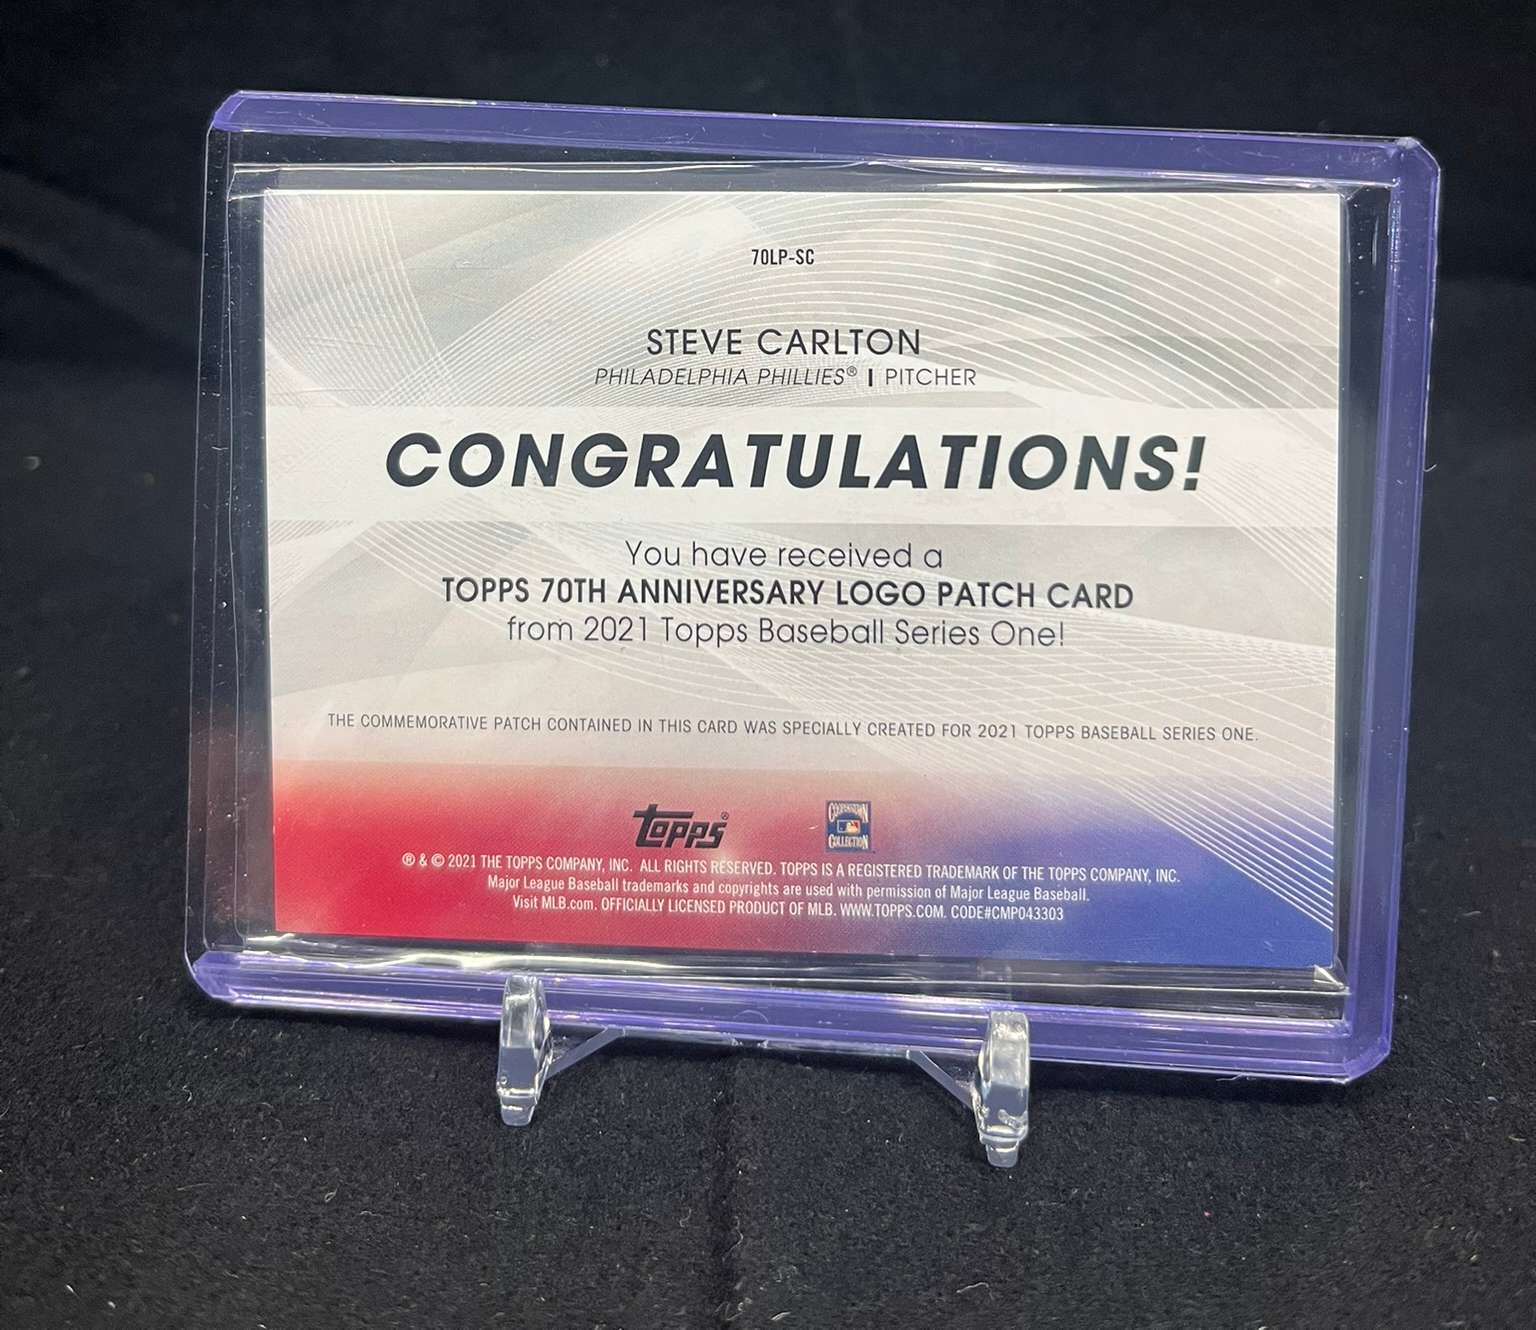 70LP-SC
STEVE CARLTON
PHILADELPHIA PHILLIES® | PITCHER
CONGRATULATIONS!
You have received a
TOPPS 70TH ANNIVERSARY LOGO PATCH CARD
from 2021 Topps Baseball Series One!
THE COMMEMORATIVE PATCH CONTAINED IN THIS CARD WAS SPECIALLY CREATED FOR 2021 TOPPS BASEBALL SERIES ONE.
topps®
COOPERSTOWN
COLLECTION
® & © 2021 THE TOPPS COMPANY, INC. ALL RIGHTS RESERVED. TOPPS IS A REGISTERED TRADEMARK OF THE TOPPS COMPANY, INC.
Major League Baseball trademarks and copyrights are used with permission of Major League Baseball.
Visit MLB.com. OFFICIALLY LICENSED PRODUCT OF MLB. WWW.TOPPS.COM. CODE#CMP043303